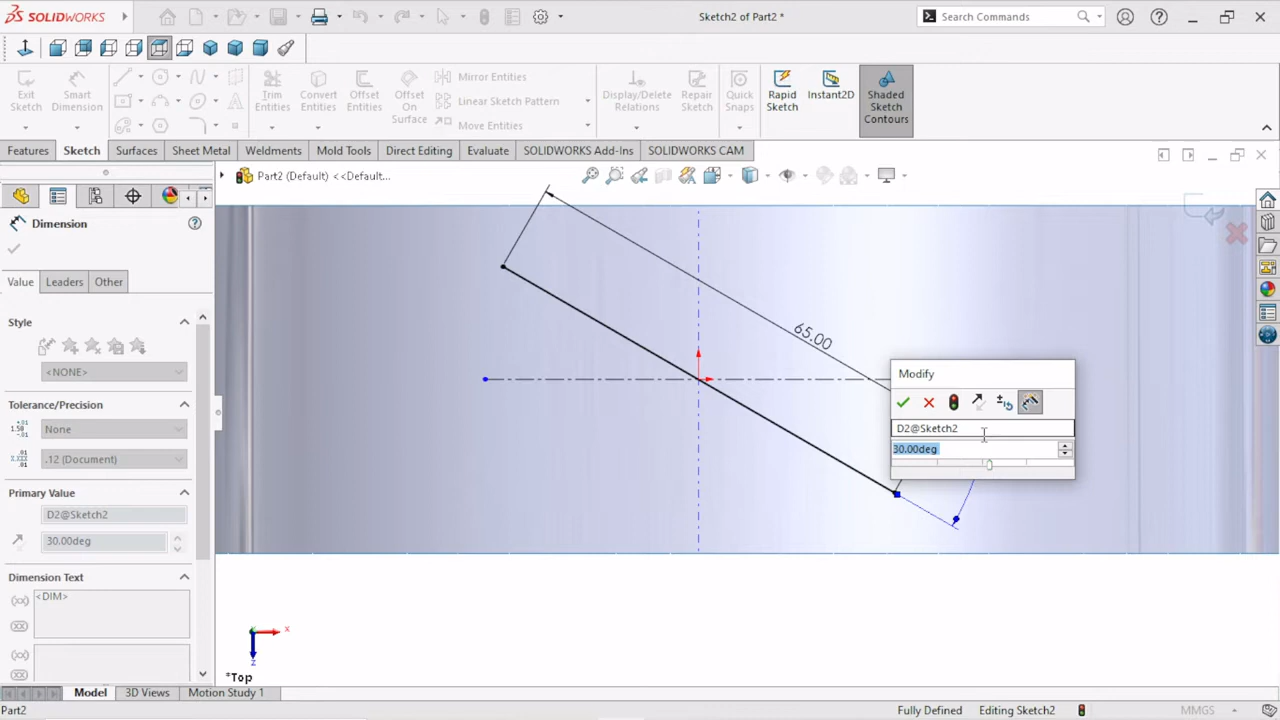 SOLIDWORKS
Sketch2 of Part2 *
Search Commands
Exit Sketch
Smart Dimension
Trim Entities
Convert Entities
Offset Entities
Offset On Surface
Mirror Entities
Linear Sketch Pattern
Move Entities
Display/Delete Relations
Repair Sketch
Quick Snaps
Rapid Sketch
Instant2D
Shaded Sketch Contours
Features
Sketch
Surfaces
Sheet Metal
Weldments
Mold Tools
Direct Editing
Evaluate
SOLIDWORKS Add-Ins
SOLIDWORKS CAM
Part2 (Default) <<Default...
Dimension
Value
Leaders
Other
Style
<NONE>
Tolerance/Precision
None
.12 (Document)
Primary Value
D2@Sketch2
30.00deg
Dimension Text
<DIM>
65.00
Modify
D2@Sketch2
30.00deg
x
z
*Top
Model
3D Views
Motion Study 1
Part2
Fully Defined
Editing Sketch2
MMGS